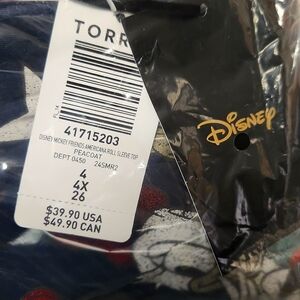 TORR
41715203
DISNEY MICKEY FRIENDS AMERICANA ROLL SLEEVE TOP
PEACOAT
DEPT 0450 24SMR2
4
4X
26
$39.90 USA
$49.90 CAN
Disney